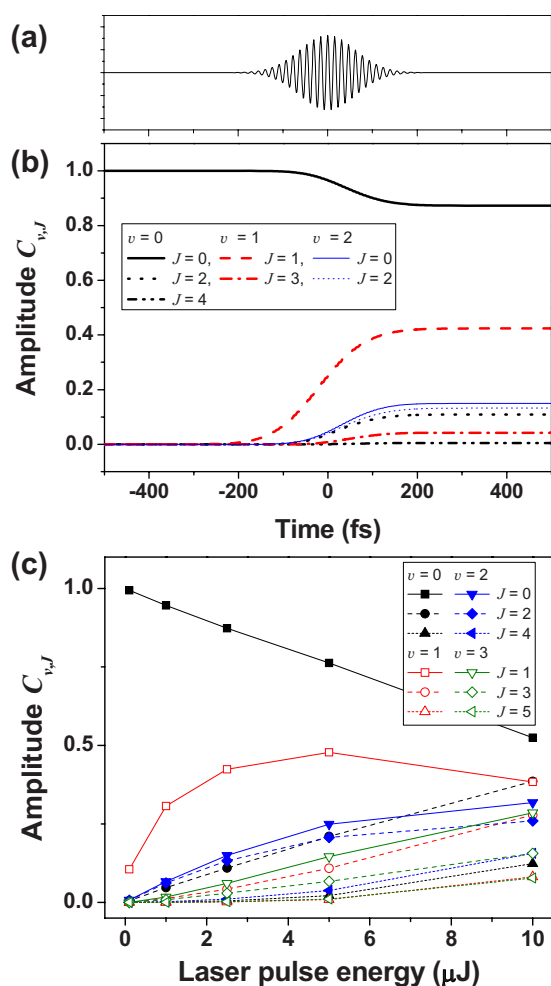 (a)
(b)
1.0
0.8
0.6
0.4
0.2
0.0
Amplitude C_{v,J}
v = 0 v = 1 v = 2
J = 0, J = 1, J = 0
J = 2, J = 3, J = 2
J = 4
-400 -200 0 200 400
Time (fs)
(c)
1.0
0.5
0.0
Amplitude C_{v,J}
v = 0 v = 2
J = 0
J = 2
J = 4
v = 1 v = 3
J = 1
J = 3
J = 5
0 2 4 6 8 10
Laser pulse energy (μJ)